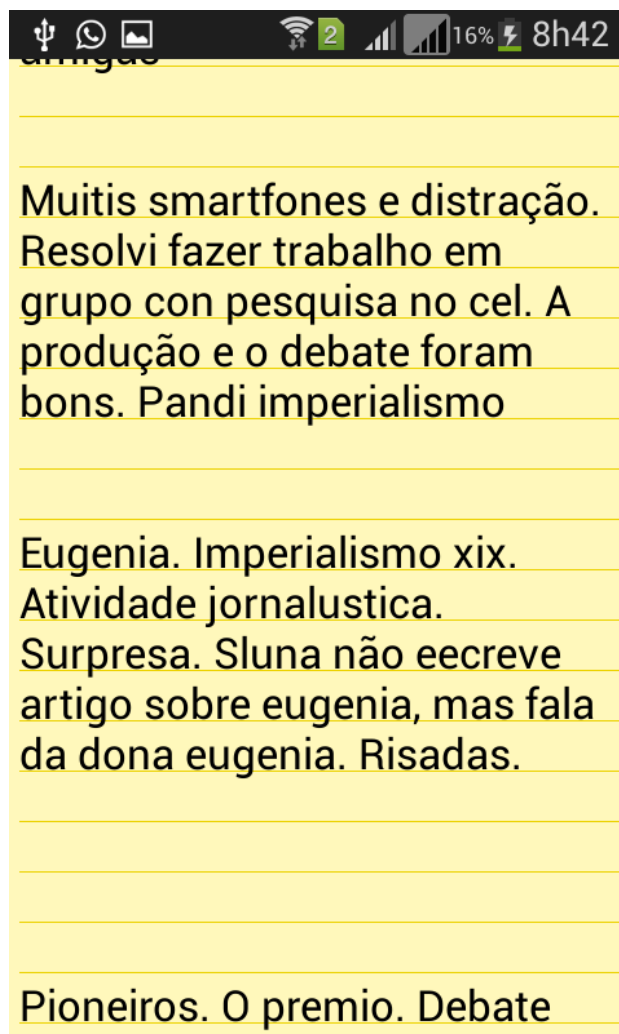 2 16% 8h42
amigão
Muitis smartfones e distração.
Resolvi fazer trabalho em
grupo con pesquisa no cel. A
produção e o debate foram
bons. Pandi imperialismo
Eugenia. Imperialismo xix.
Atividade jornalustica.
Surpresa. Sluna não eecreve
artigo sobre eugenia, mas fala
da dona eugenia. Risadas.
Pioneiros. O premio. Debate